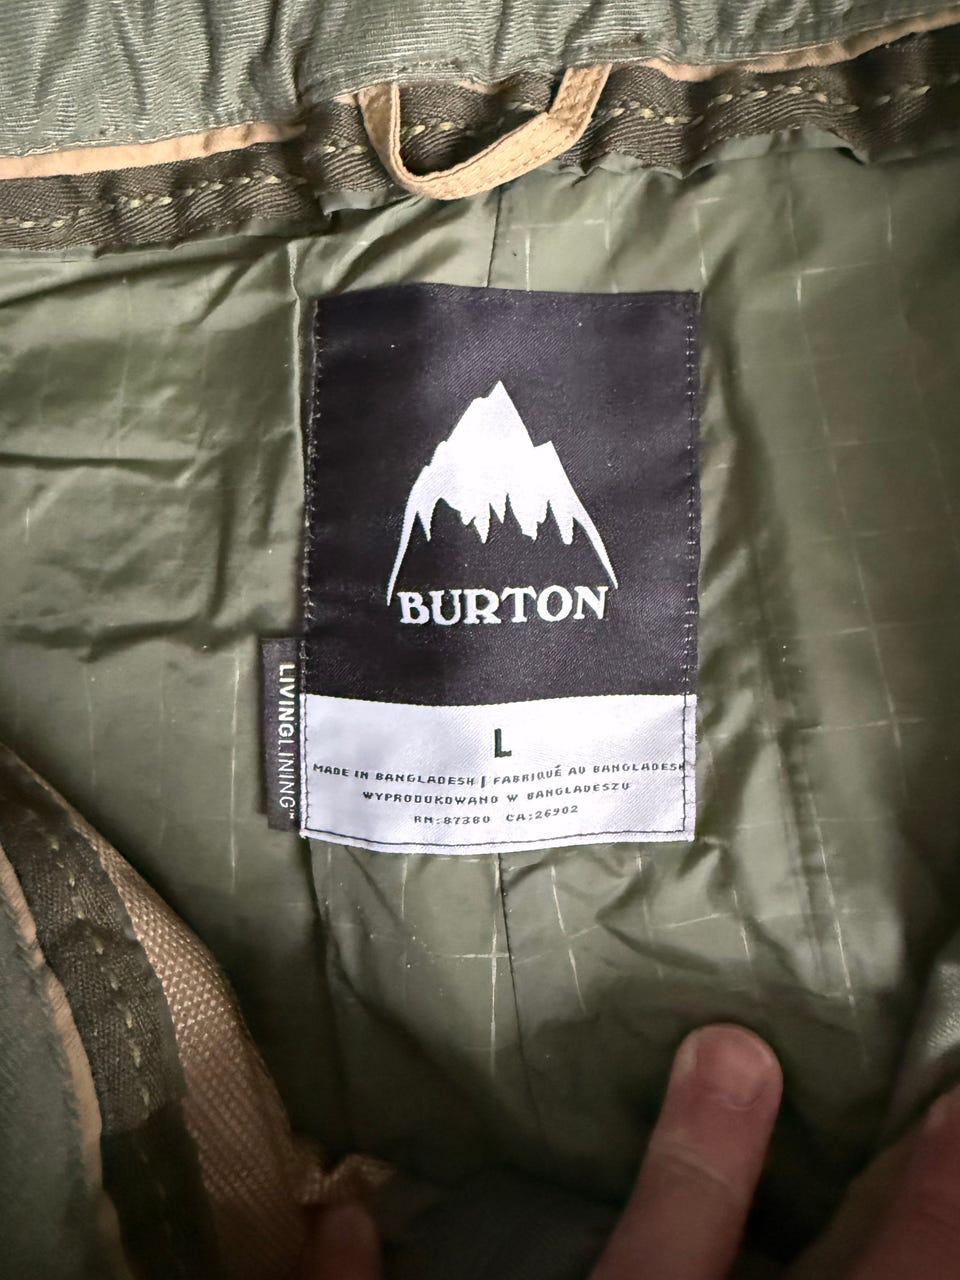 BURTON
LIVINGLINING™
L
MADE IN BANGLADESH | FABRIQUÉ AU BANGLADESH
WYPRODUKOWANO W BANGLADESZU
RN:87380 CA:26902